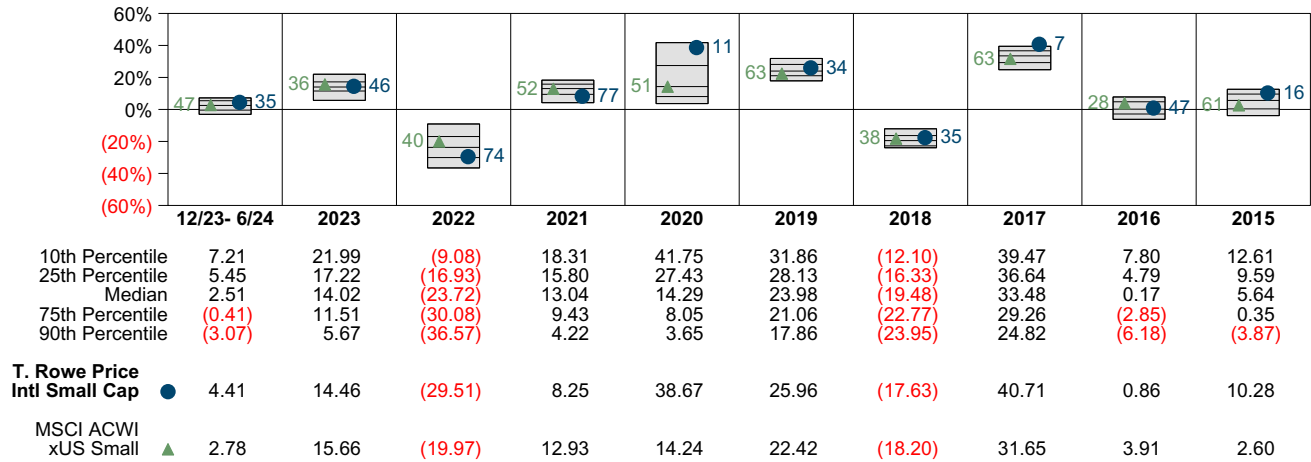 60%
40%
20%
0%
(20%)
(40%)
(60%)
47 35
36 46
40 74
52 77
51 11
63 34
38 35
63 7
28 47
61 16
12/23- 6/24 2023 2022 2021 2020 2019 2018 2017 2016 2015
10th Percentile 7.21 21.99 (9.08) 18.31 41.75 31.86 (12.10) 39.47 7.80 12.61
25th Percentile 5.45 17.22 (16.93) 15.80 27.43 28.13 (16.33) 36.64 4.79 9.59
Median 2.51 14.02 (23.72) 13.04 14.29 23.98 (19.48) 33.48 0.17 5.64
75th Percentile (0.41) 11.51 (30.08) 9.43 8.05 21.06 (22.77) 29.26 (2.85) 0.35
90th Percentile (3.07) 5.67 (36.57) 4.22 3.65 17.86 (23.95) 24.82 (6.18) (3.87)
T. Rowe Price
Intl Small Cap 4.41 14.46 (29.51) 8.25 38.67 25.96 (17.63) 40.71 0.86 10.28
MSCI ACWI
xUS Small 2.78 15.66 (19.97) 12.93 14.24 22.42 (18.20) 31.65 3.91 2.60